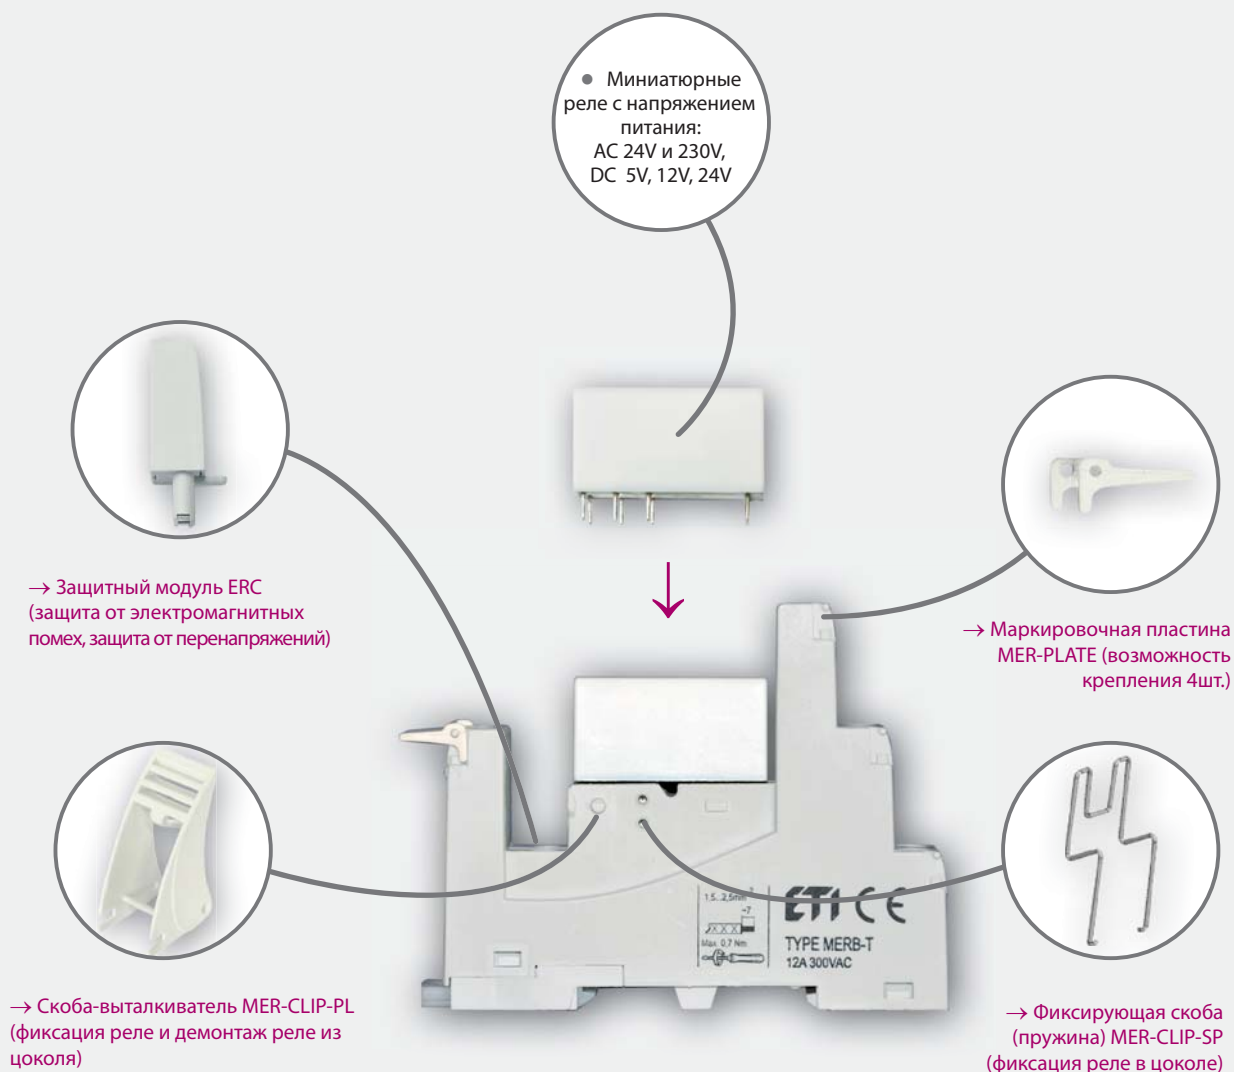 ● Миниатюрные
реле с напряжением
питания:
AC 24V и 230V,
DC 5V, 12V, 24V
→ Защитный модуль ERC
(защита от электромагнитных
помех, защита от перенапряжений)
→ Маркировочная пластина
MER-PLATE (возможность
крепления 4шт.)
1,5...2,5mm²
~7
Max. 0,7 Nm
ETI CE
TYPE MERB-T
12A 300VAC
→ Скоба-выталкиватель MER-CLIP-PL
(фиксация реле и демонтаж реле из
цоколя)
→ Фиксирующая скоба
(пружина) MER-CLIP-SP
(фиксация реле в цоколе)